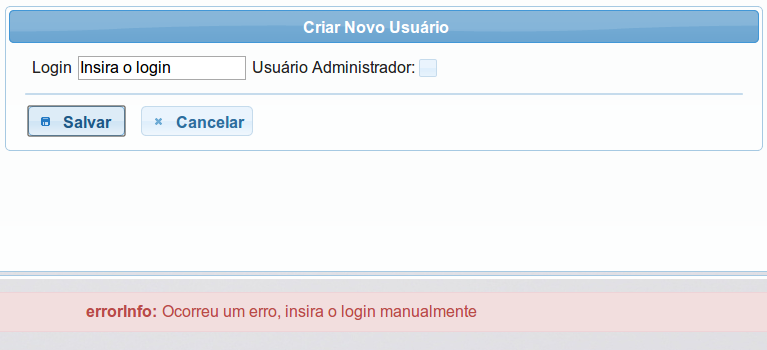 Criar Novo Usuário
Login Insira o login Usuário Administrador:
Salvar Cancelar
errorInfo: Ocorreu um erro, insira o login manualmente